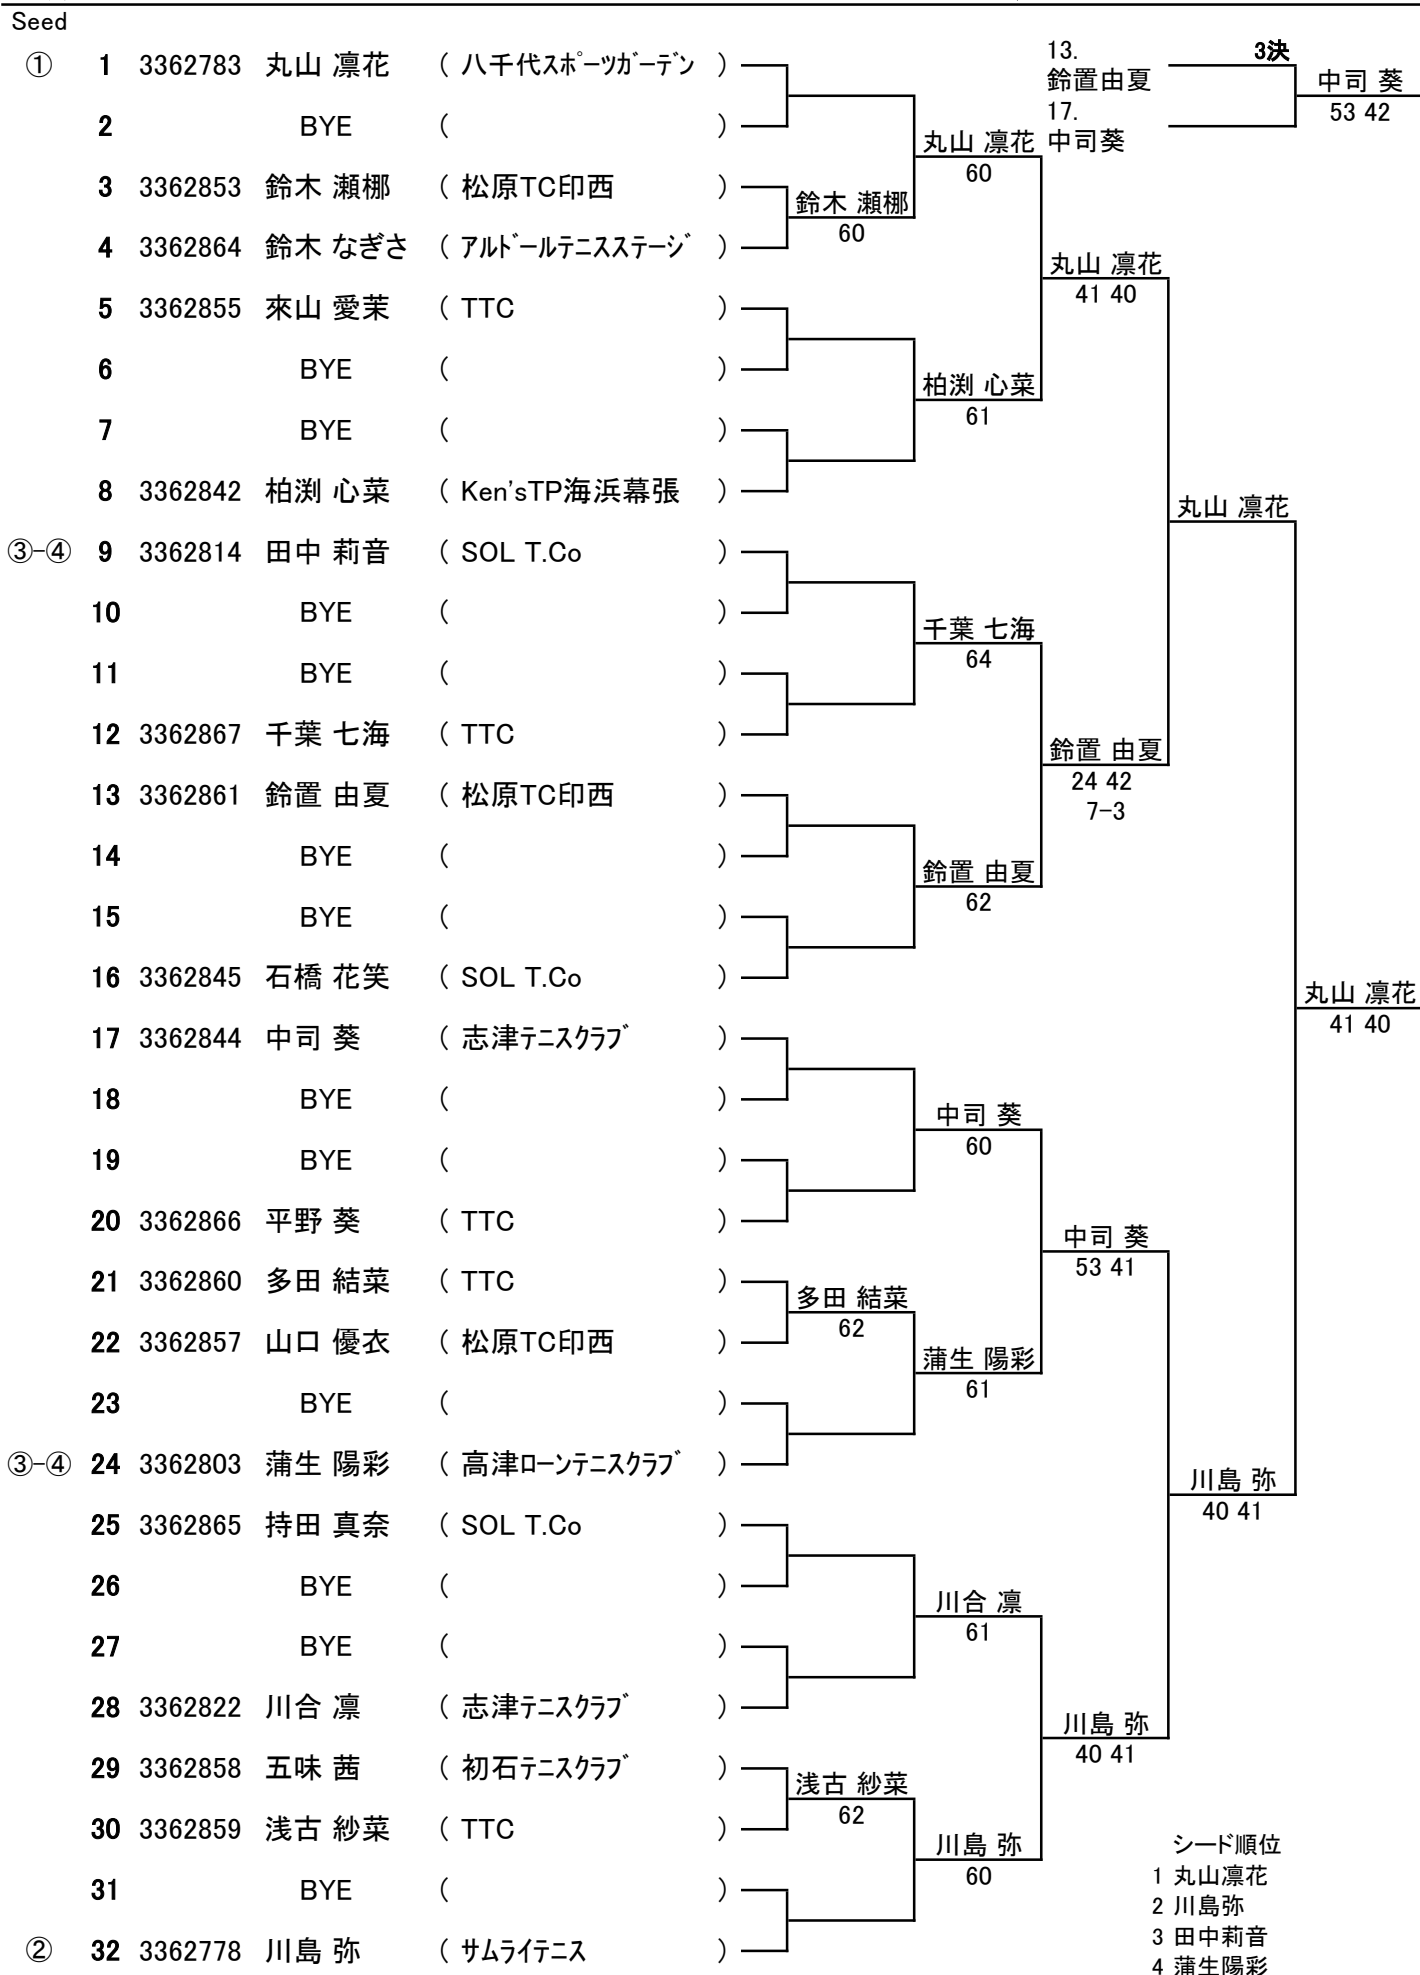 Seed
① 1 3362783 丸山 凛花 ( 八千代スポーツガーデン )
2 BYE ( )
3 3362853 鈴木 瀬梛 ( 松原TC印西 )
4 3362864 鈴木 なぎさ ( アルドールテニスステージ )
5 3362855 來山 愛茉 ( TTC )
6 BYE ( )
7 BYE ( )
8 3362842 柏渕 心菜 ( Ken'sTP海浜幕張 )
③-④ 9 3362814 田中 莉音 ( SOL T.Co )
10 BYE ( )
11 BYE ( )
12 3362867 千葉 七海 ( TTC )
13 3362861 鈴置 由夏 ( 松原TC印西 )
14 BYE ( )
15 BYE ( )
16 3362845 石橋 花笑 ( SOL T.Co )
17 3362844 中司 葵 ( 志津テニスクラブ )
18 BYE ( )
19 BYE ( )
20 3362866 平野 葵 ( TTC )
21 3362860 多田 結菜 ( TTC )
22 3362857 山口 優衣 ( 松原TC印西 )
23 BYE ( )
③-④ 24 3362803 蒲生 陽彩 ( 高津ローンテニスクラブ )
25 3362865 持田 真奈 ( SOL T.Co )
26 BYE ( )
27 BYE ( )
28 3362822 川合 凛 ( 志津テニスクラブ )
29 3362858 五味 茜 ( 初石テニスクラブ )
30 3362859 浅古 紗菜 ( TTC )
31 BYE ( )
② 32 3362778 川島 弥 ( サムライテニス )
鈴木 瀬梛
60
多田 結菜
62
浅古 紗菜
62
丸山 凛花
60
柏渕 心菜
61
千葉 七海
64
鈴置 由夏
62
中司 葵
60
蒲生 陽彩
61
川合 凛
61
川島 弥
60
丸山 凛花
41 40
鈴置 由夏
24 42
7-3
中司 葵
53 41
川島 弥
40 41
丸山 凛花
川島 弥
40 41
丸山 凛花
41 40
13.
鈴置由夏
17.
中司葵
3決
中司 葵
53 42
シード順位
1 丸山凛花
2 川島弥
3 田中莉音
4 蒲生陽彩